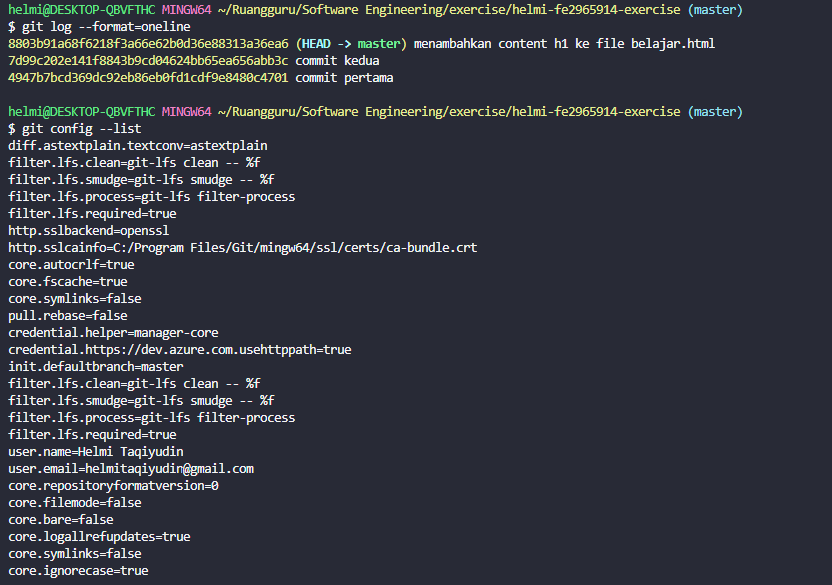 helmi@DESKTOP-QBVFTHC MINGW64 ~/Ruangguru/Software Engineering/exercise/helmi-fe2965914-exercise (master)
$ git log --format=oneline
8803b91a68f6218f3a66e62b0d36e88313a36ea6 (HEAD -> master) menambahkan content h1 ke file belajar.html
7d99c202e141f8843b9cd04624bb65ea656abb3c commit kedua
4947b7bcd369dc92eb86eb0fd1cdf9e8480c4701 commit pertama
helmi@DESKTOP-QBVFTHC MINGW64 ~/Ruangguru/Software Engineering/exercise/helmi-fe2965914-exercise (master)
$ git config --list
diff.astextplain.textconv=astextplain
filter.lfs.clean=git-lfs clean -- %f
filter.lfs.smudge=git-lfs smudge -- %f
filter.lfs.process=git-lfs filter-process
filter.lfs.required=true
http.sslbackend=openssl
http.sslcainfo=C:/Program Files/Git/mingw64/ssl/certs/ca-bundle.crt
core.autocrlf=true
core.fscache=true
core.symlinks=false
pull.rebase=false
credential.helper=manager-core
credential.https://dev.azure.com.usehttppath=true
init.defaultbranch=master
filter.lfs.clean=git-lfs clean -- %f
filter.lfs.smudge=git-lfs smudge -- %f
filter.lfs.process=git-lfs filter-process
filter.lfs.required=true
user.name=Helmi Taqiyudin
user.email=helmitaqiyudin@gmail.com
core.repositoryformatversion=0
core.filemode=false
core.bare=false
core.logallrefupdates=true
core.symlinks=false
core.ignorecase=true